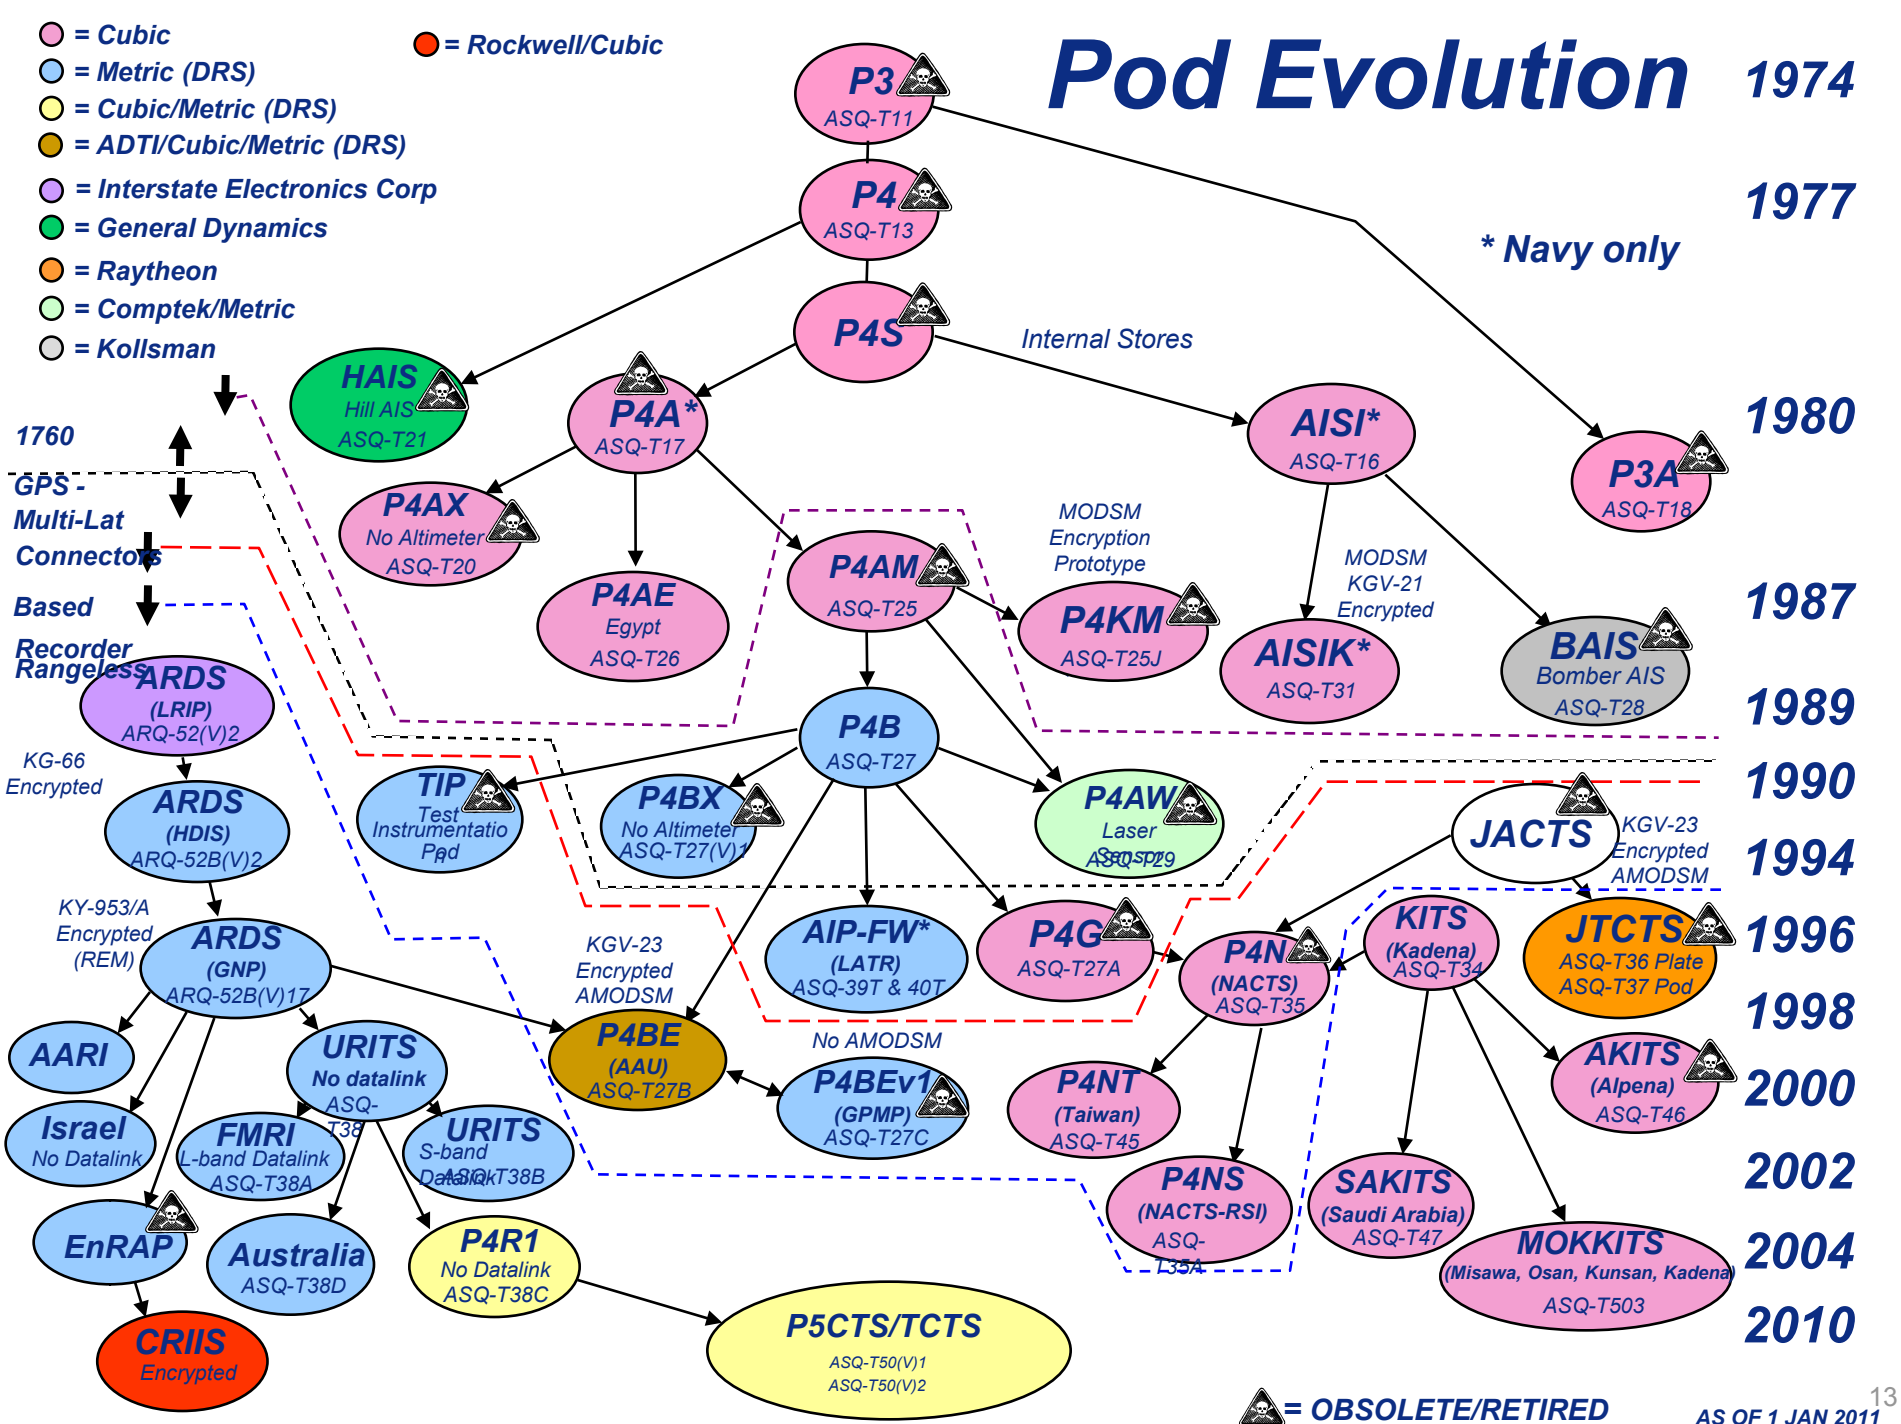 = Cubic
= Rockwell/Cubic
= Metric (DRS)
= Cubic/Metric (DRS)
= ADTI/Cubic/Metric (DRS)
= Interstate Electronics Corp
= General Dynamics
= Raytheon
= Comptek/Metric
= Kollsman
Pod Evolution
1974
1977
* Navy only
1980
1987
1989
1990
1994
1996
1998
2000
2002
2004
2010
P3
ASQ-T11
P4
ASQ-T13
P4S
Internal Stores
HAIS
Hill AIS
ASQ-T21
P4A*
ASQ-T17
AISI*
ASQ-T16
P3A
ASQ-T18
1760
GPS -
Multi-Lat
Connectors
Based
Recorder
Rangeless
P4AX
No Altimeter
ASQ-T20
P4AE
Egypt
ASQ-T26
P4AM
ASQ-T25
MODSM
Encryption
Prototype
P4KM
ASQ-T25J
MODSM
KGV-21
Encrypted
AISIK*
ASQ-T31
BAIS
Bomber AIS
ASQ-T28
ARDS
(LRIP)
ARQ-52(V)2
KG-66
Encrypted
ARDS
(HDIS)
ARQ-52B(V)2
P4B
ASQ-T27
TIP
Test
Instrumentatio
n
Pod
P4BX
No Altimeter
ASQ-T27(V)1
P4AW
Laser
Sensor
ASQ-T29
JACTS
KGV-23
Encrypted
AMODSM
KY-953/A
Encrypted
(REM)
ARDS
(GNP)
ARQ-52B(V)17
KGV-23
Encrypted
AMODSM
AIP-FW*
(LATR)
ASQ-39T & 40T
P4G
ASQ-T27A
P4N
(NACTS)
ASQ-T35
KITS
(Kadena)
ASQ-T34
JTCTS
ASQ-T36 Plate
ASQ-T37 Pod
AARI
URITS
No datalink
ASQ-
T38
P4BE
(AAU)
ASQ-T27B
No AMODSM
P4BEv1
(GPMP)
ASQ-T27C
P4NT
(Taiwan)
ASQ-T45
AKITS
(Alpena)
ASQ-T46
Israel
No Datalink
FMRI
L-band Datalink
ASQ-T38A
URITS
S-band
Datalink
ASQ-T38B
P4NS
(NACTS-RSI)
ASQ-
T35A
SAKITS
(Saudi Arabia)
ASQ-T47
EnRAP
Australia
ASQ-T38D
P4R1
No Datalink
ASQ-T38C
MOKKITS
(Misawa, Osan, Kunsan, Kadena)
ASQ-T503
CRIIS
Encrypted
P5CTS/TCTS
ASQ-T50(V)1
ASQ-T50(V)2
= OBSOLETE/RETIRED
AS OF 1 JAN 2011
13